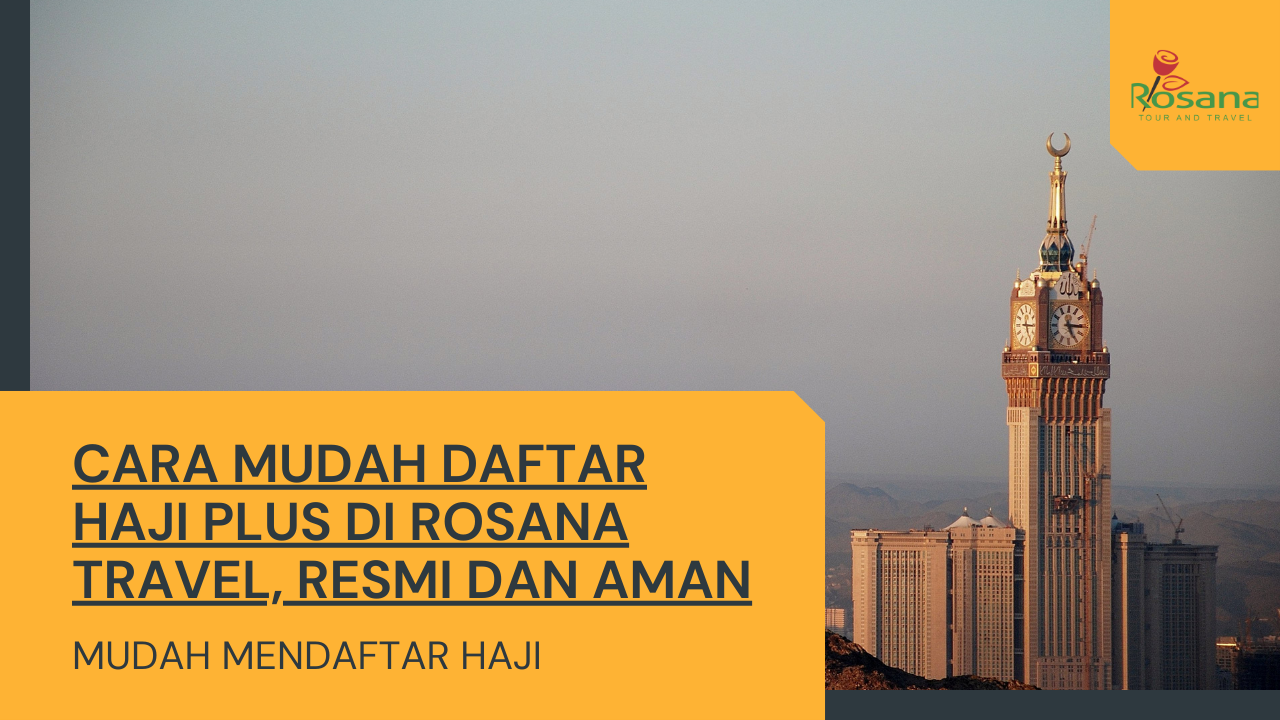 Rosana
TOUR AND TRAVEL
CARA MUDAH DAFTAR
HAJI PLUS DI ROSANA
TRAVEL, RESMI DAN AMAN
MUDAH MENDAFTAR HAJI